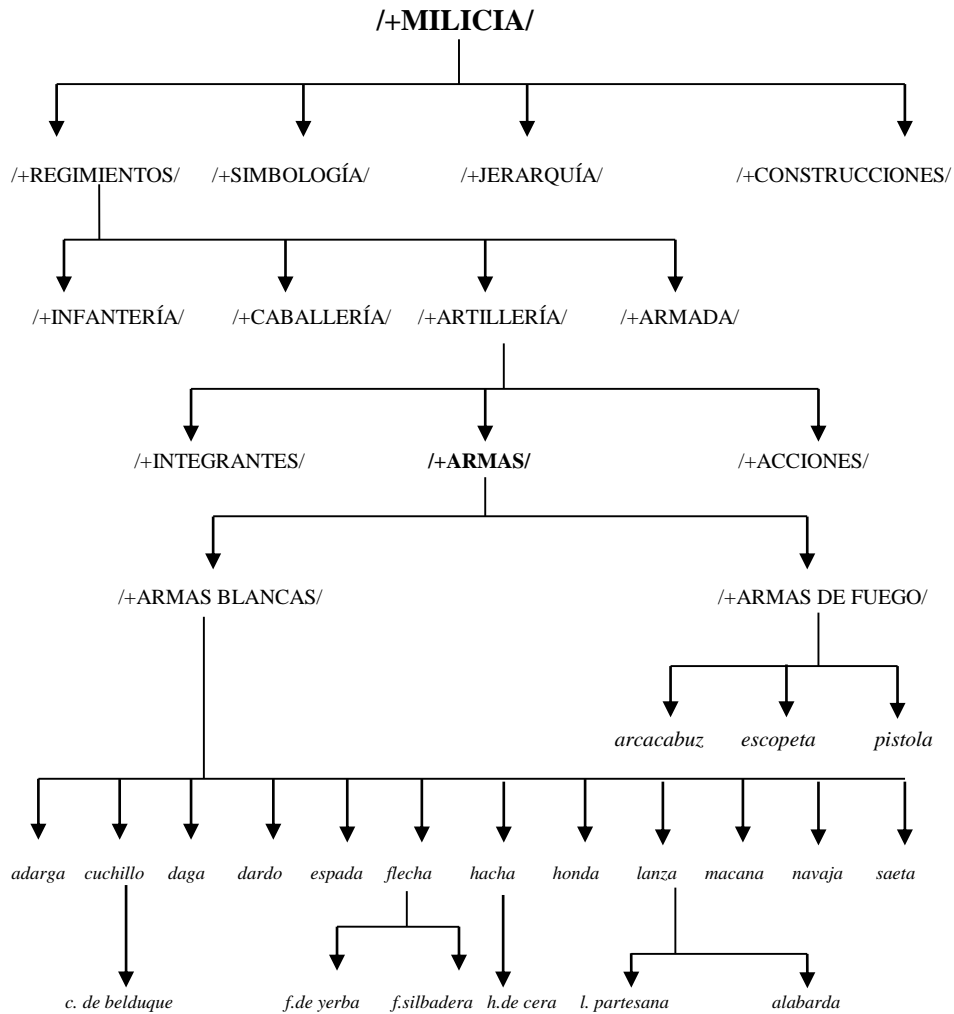 /+MILICIA/
/+REGIMIENTOS/ /+SIMBOLOGÍA/ /+JERARQUÍA/ /+CONSTRUCCIONES/
/+INFANTERÍA/ /+CABALLERÍA/ /+ARTILLERÍA/ /+ARMADA/
/+INTEGRANTES/ /+ARMAS/ /+ACCIONES/
/+ARMAS BLANCAS/ /+ARMAS DE FUEGO/
arcacabuz escopeta pistola
adarga cuchillo daga dardo espada flecha hacha honda lanza macana navaja saeta
c. de belduque f.de yerba f.silbadera h.de cera l. partesana alabarda